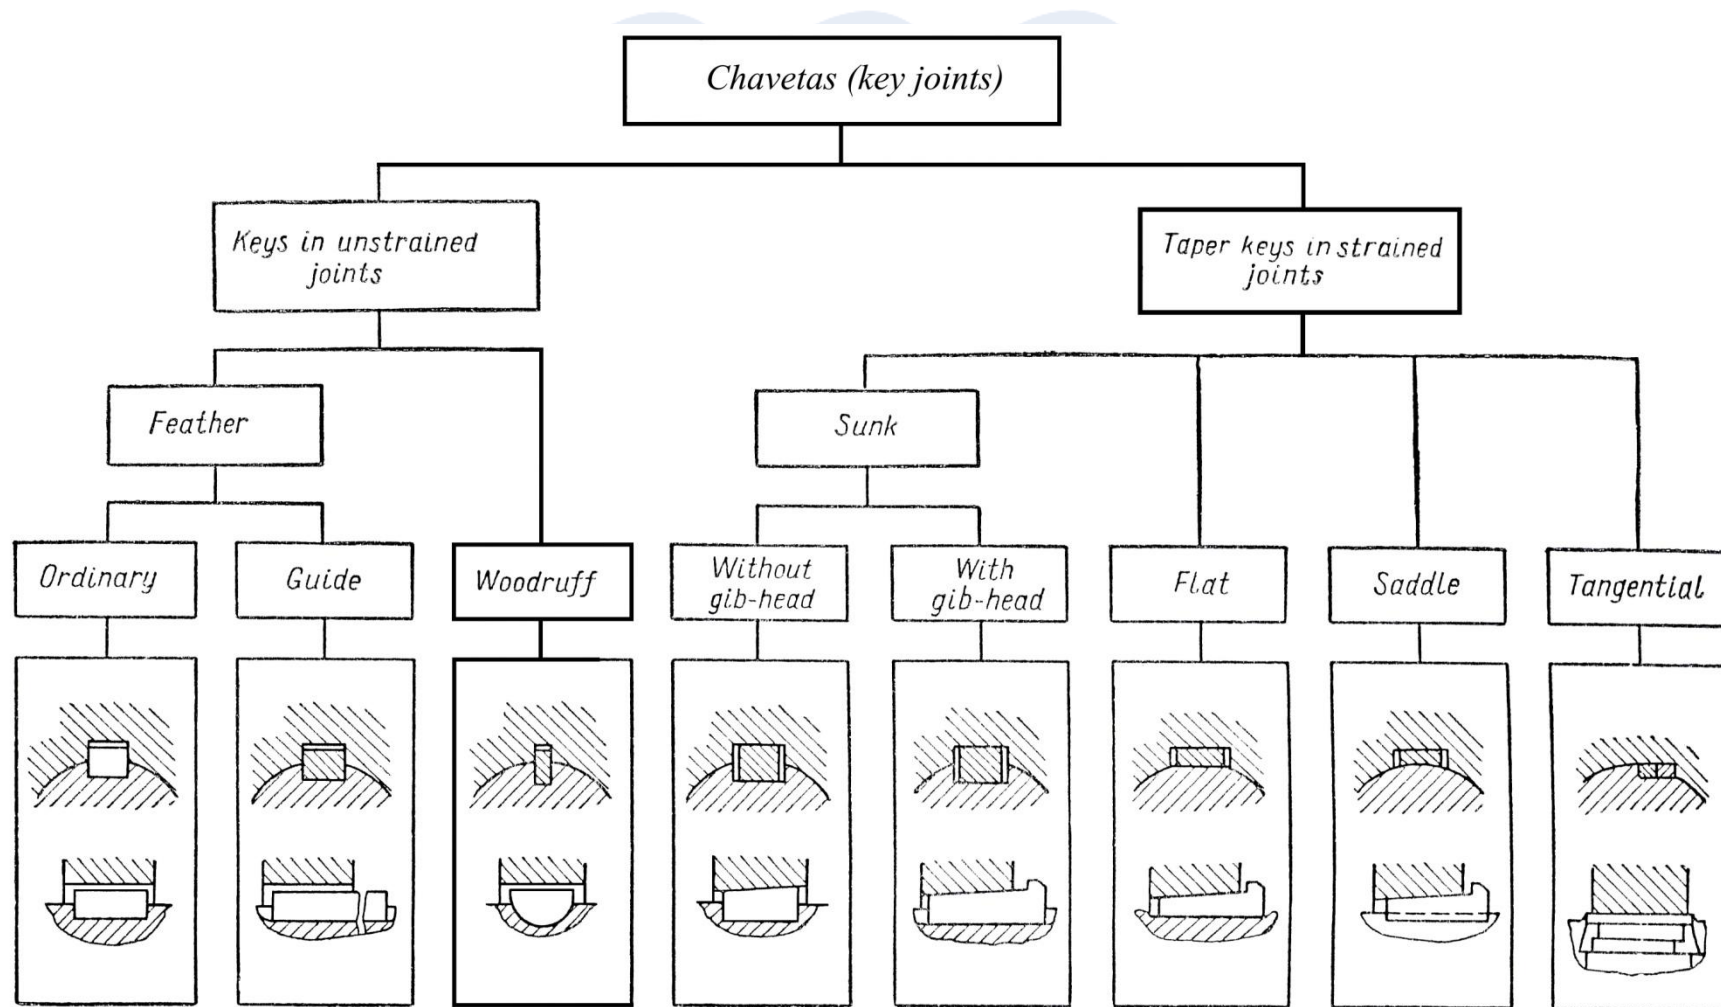 Chavetas (key joints)
Keys in unstrained
joints
Taper keys in strained
joints
Feather
Sunk
Ordinary
Guide
Woodruff
Without
gib-head
With
gib-head
Flat
Saddle
Tangential